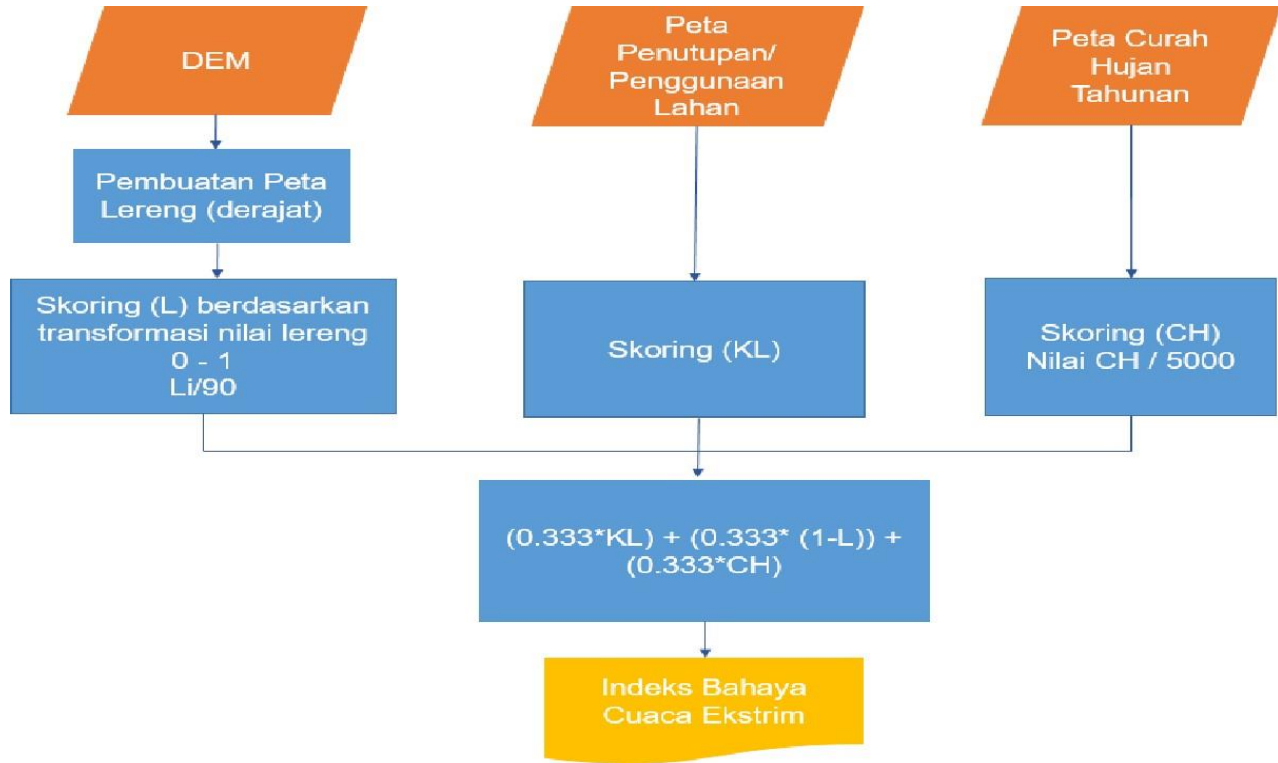 DEM
Peta
Penutupan/
Penggunaan
Lahan
Peta Curah
Hujan
Tahunan
Pembuatan Peta
Lereng (derajat)
Skoring (L) berdasarkan
transformasi nilai lereng
0 - 1
Li/90
Skoring (KL)
Skoring (CH)
Nilai CH / 5000
(0.333*KL) + (0.333* (1-L)) +
(0.333*CH)
Indeks Bahaya
Cuaca Ekstrim